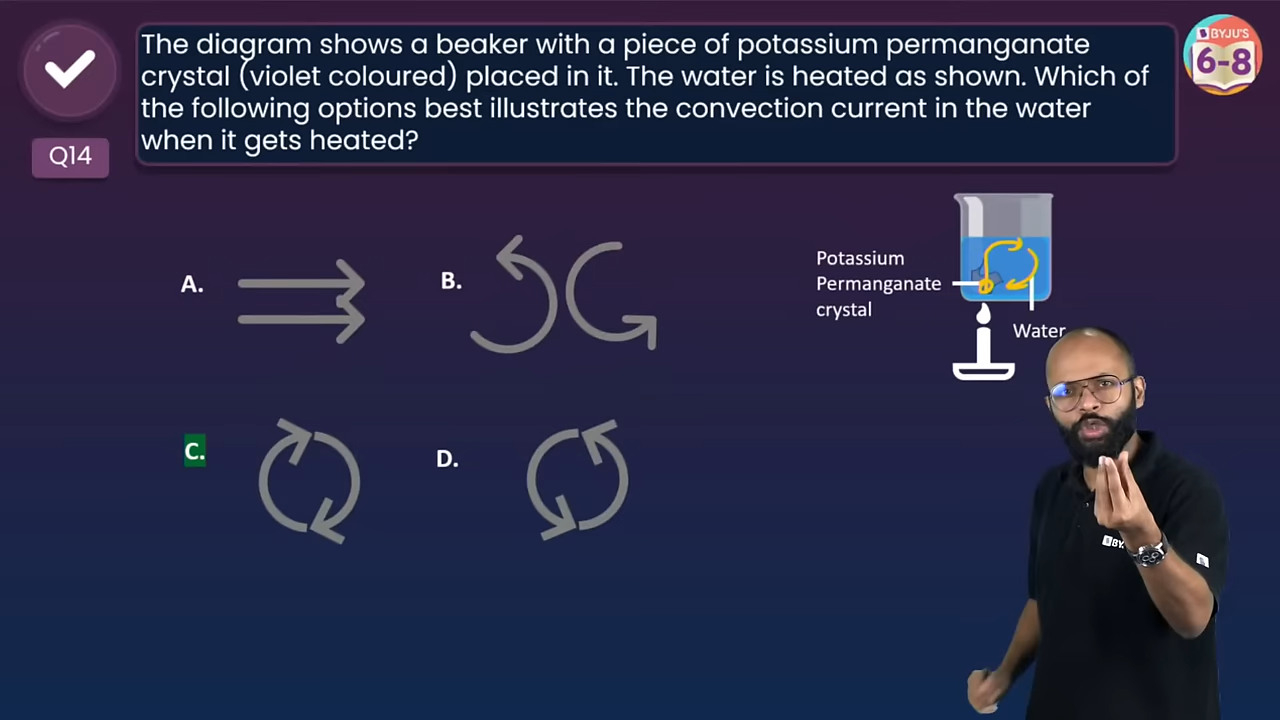 The diagram shows a beaker with a piece of potassium permanganate
crystal (violet coloured) placed in it. The water is heated as shown. Which of
the following options best illustrates the convection current in the water
when it gets heated?
BYJU'S
6-8
Q14
A.
B.
Potassium
Permanganate
crystal
Water
C.
D.